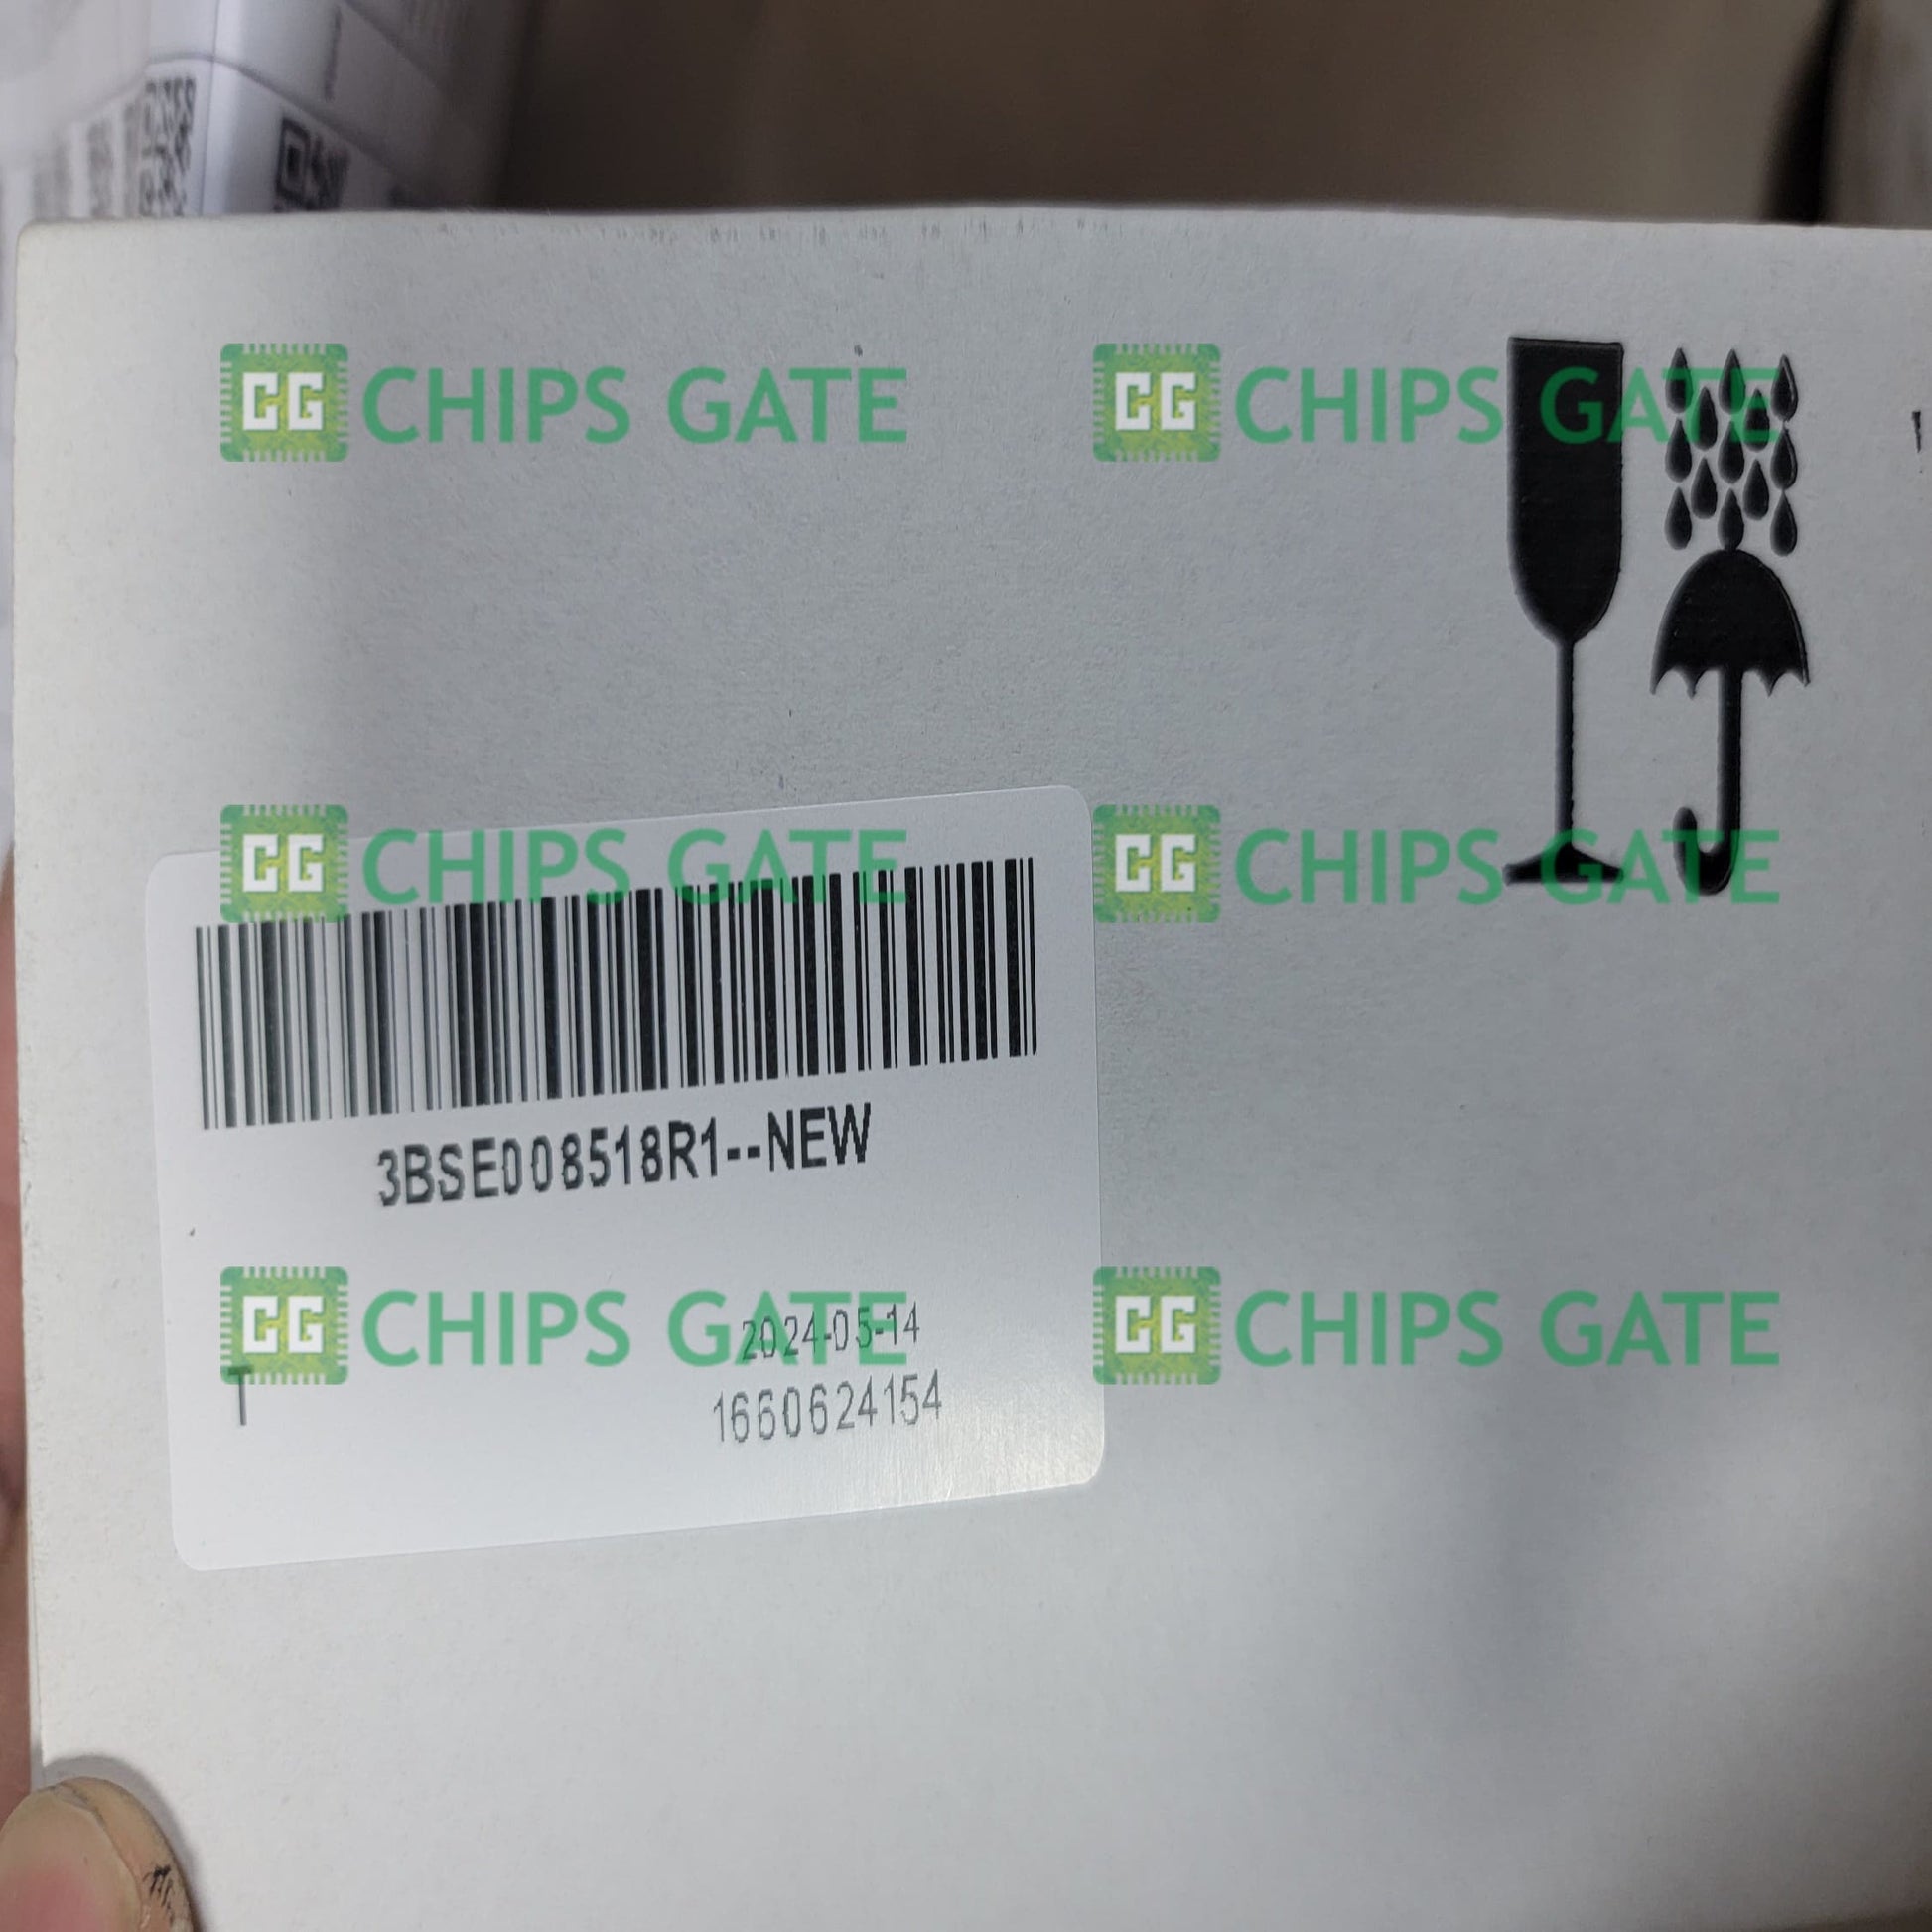 CG CHIPS GATE CG CHIPS GATE
CG CHIPS GATE CG CHIPS GATE
3BSE008518R1--NEW
CG CHIPS GATE CG CHIPS GATE
2024-05-14
T
1660624154